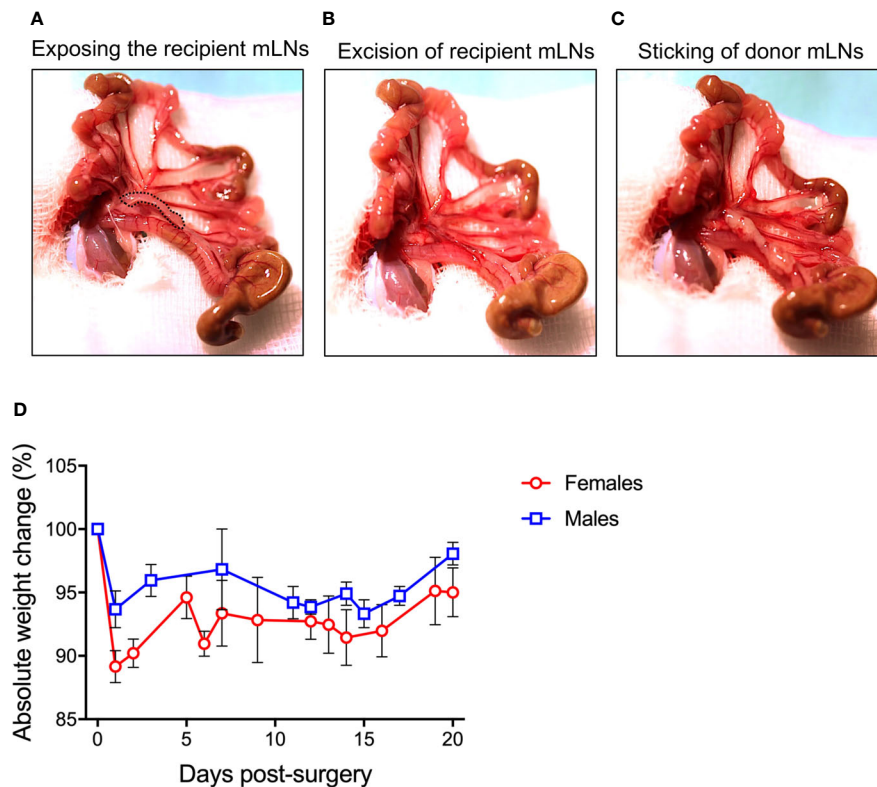 A
Exposing the recipient mLNs
B
Excision of recipient mLNs
C
Sticking of donor mLNs
D
Absolute weight change (%)
105
100
95
90
85
0
5
10
15
20
Days post-surgery
Females
Males